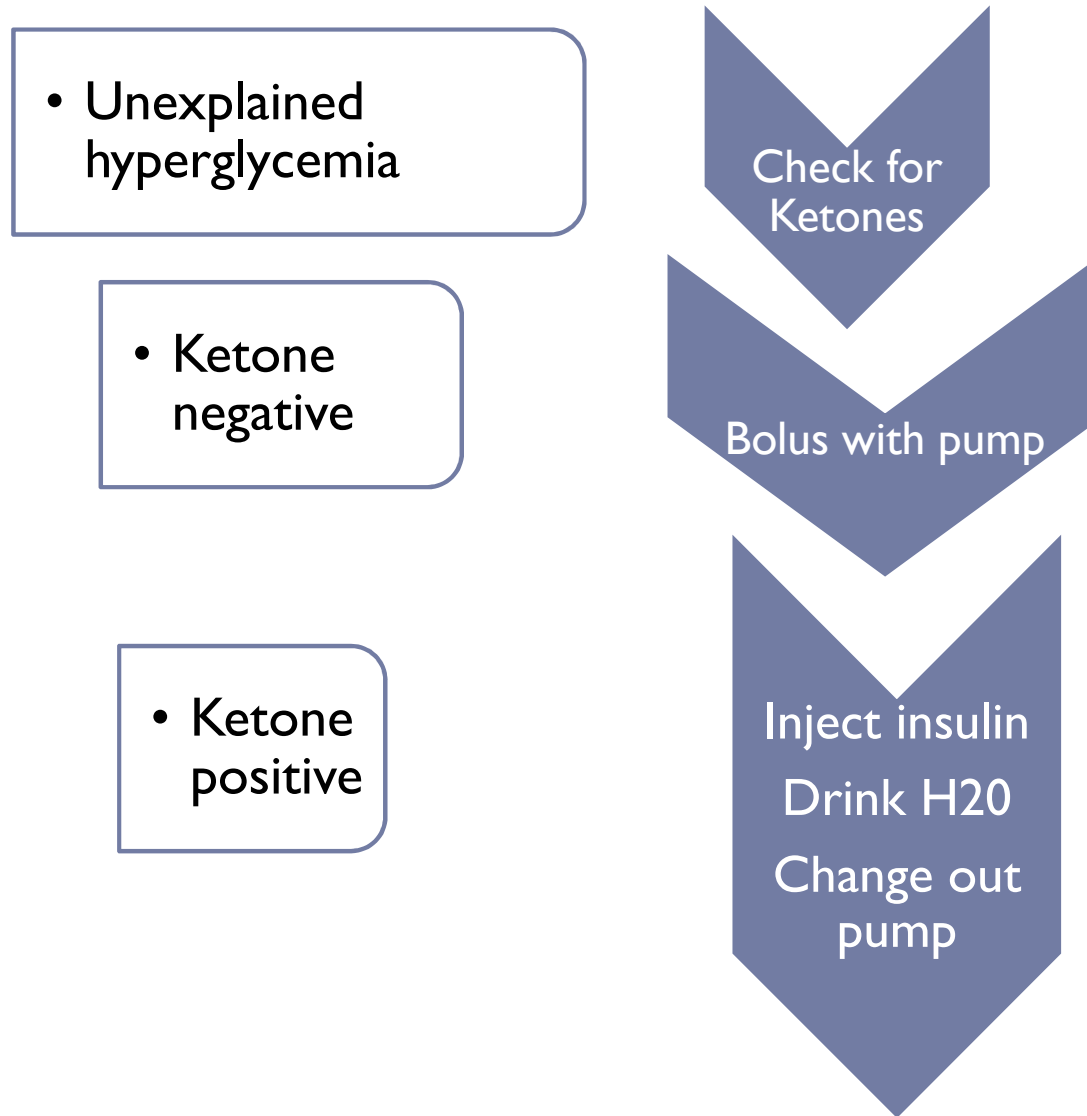 • Unexplained
hyperglycemia
Check for
Ketones
• Ketone
negative
Bolus with pump
• Ketone
positive
Inject insulin
Drink H20
Change out
pump